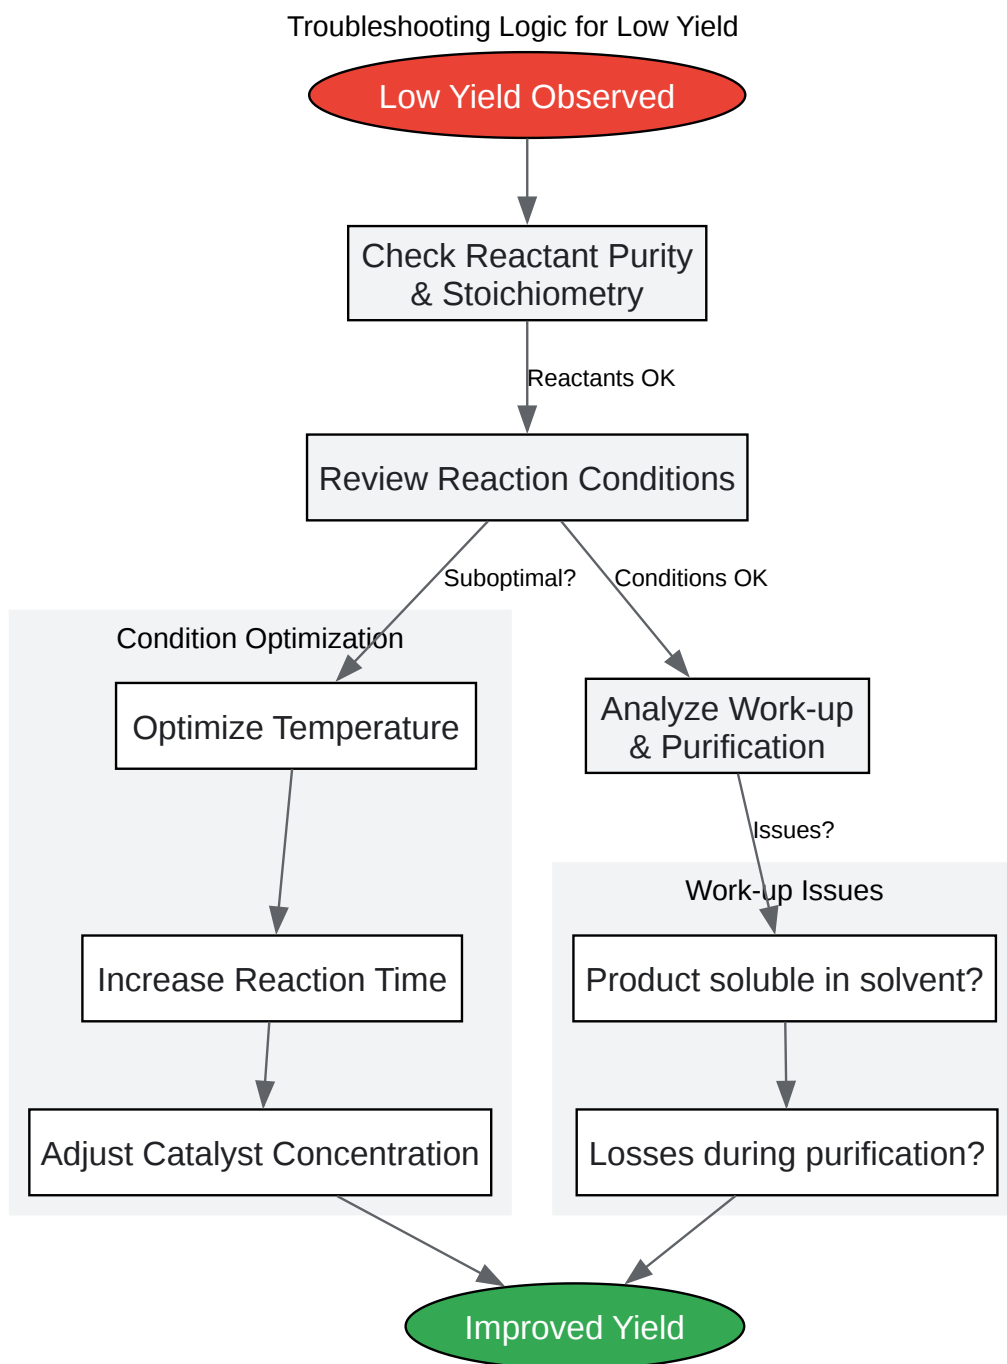 Troubleshooting Logic for Low Yield
Low Yield Observed
Check Reactant Purity
& Stoichiometry
Reactants OK
Review Reaction Conditions
Suboptimal?
Conditions OK
Condition Optimization
Optimize Temperature
Analyze Work-up
& Purification
Issues?
Work-up Issues
Increase Reaction Time
Product soluble in solvent?
Adjust Catalyst Concentration
Losses during purification?
Improved Yield